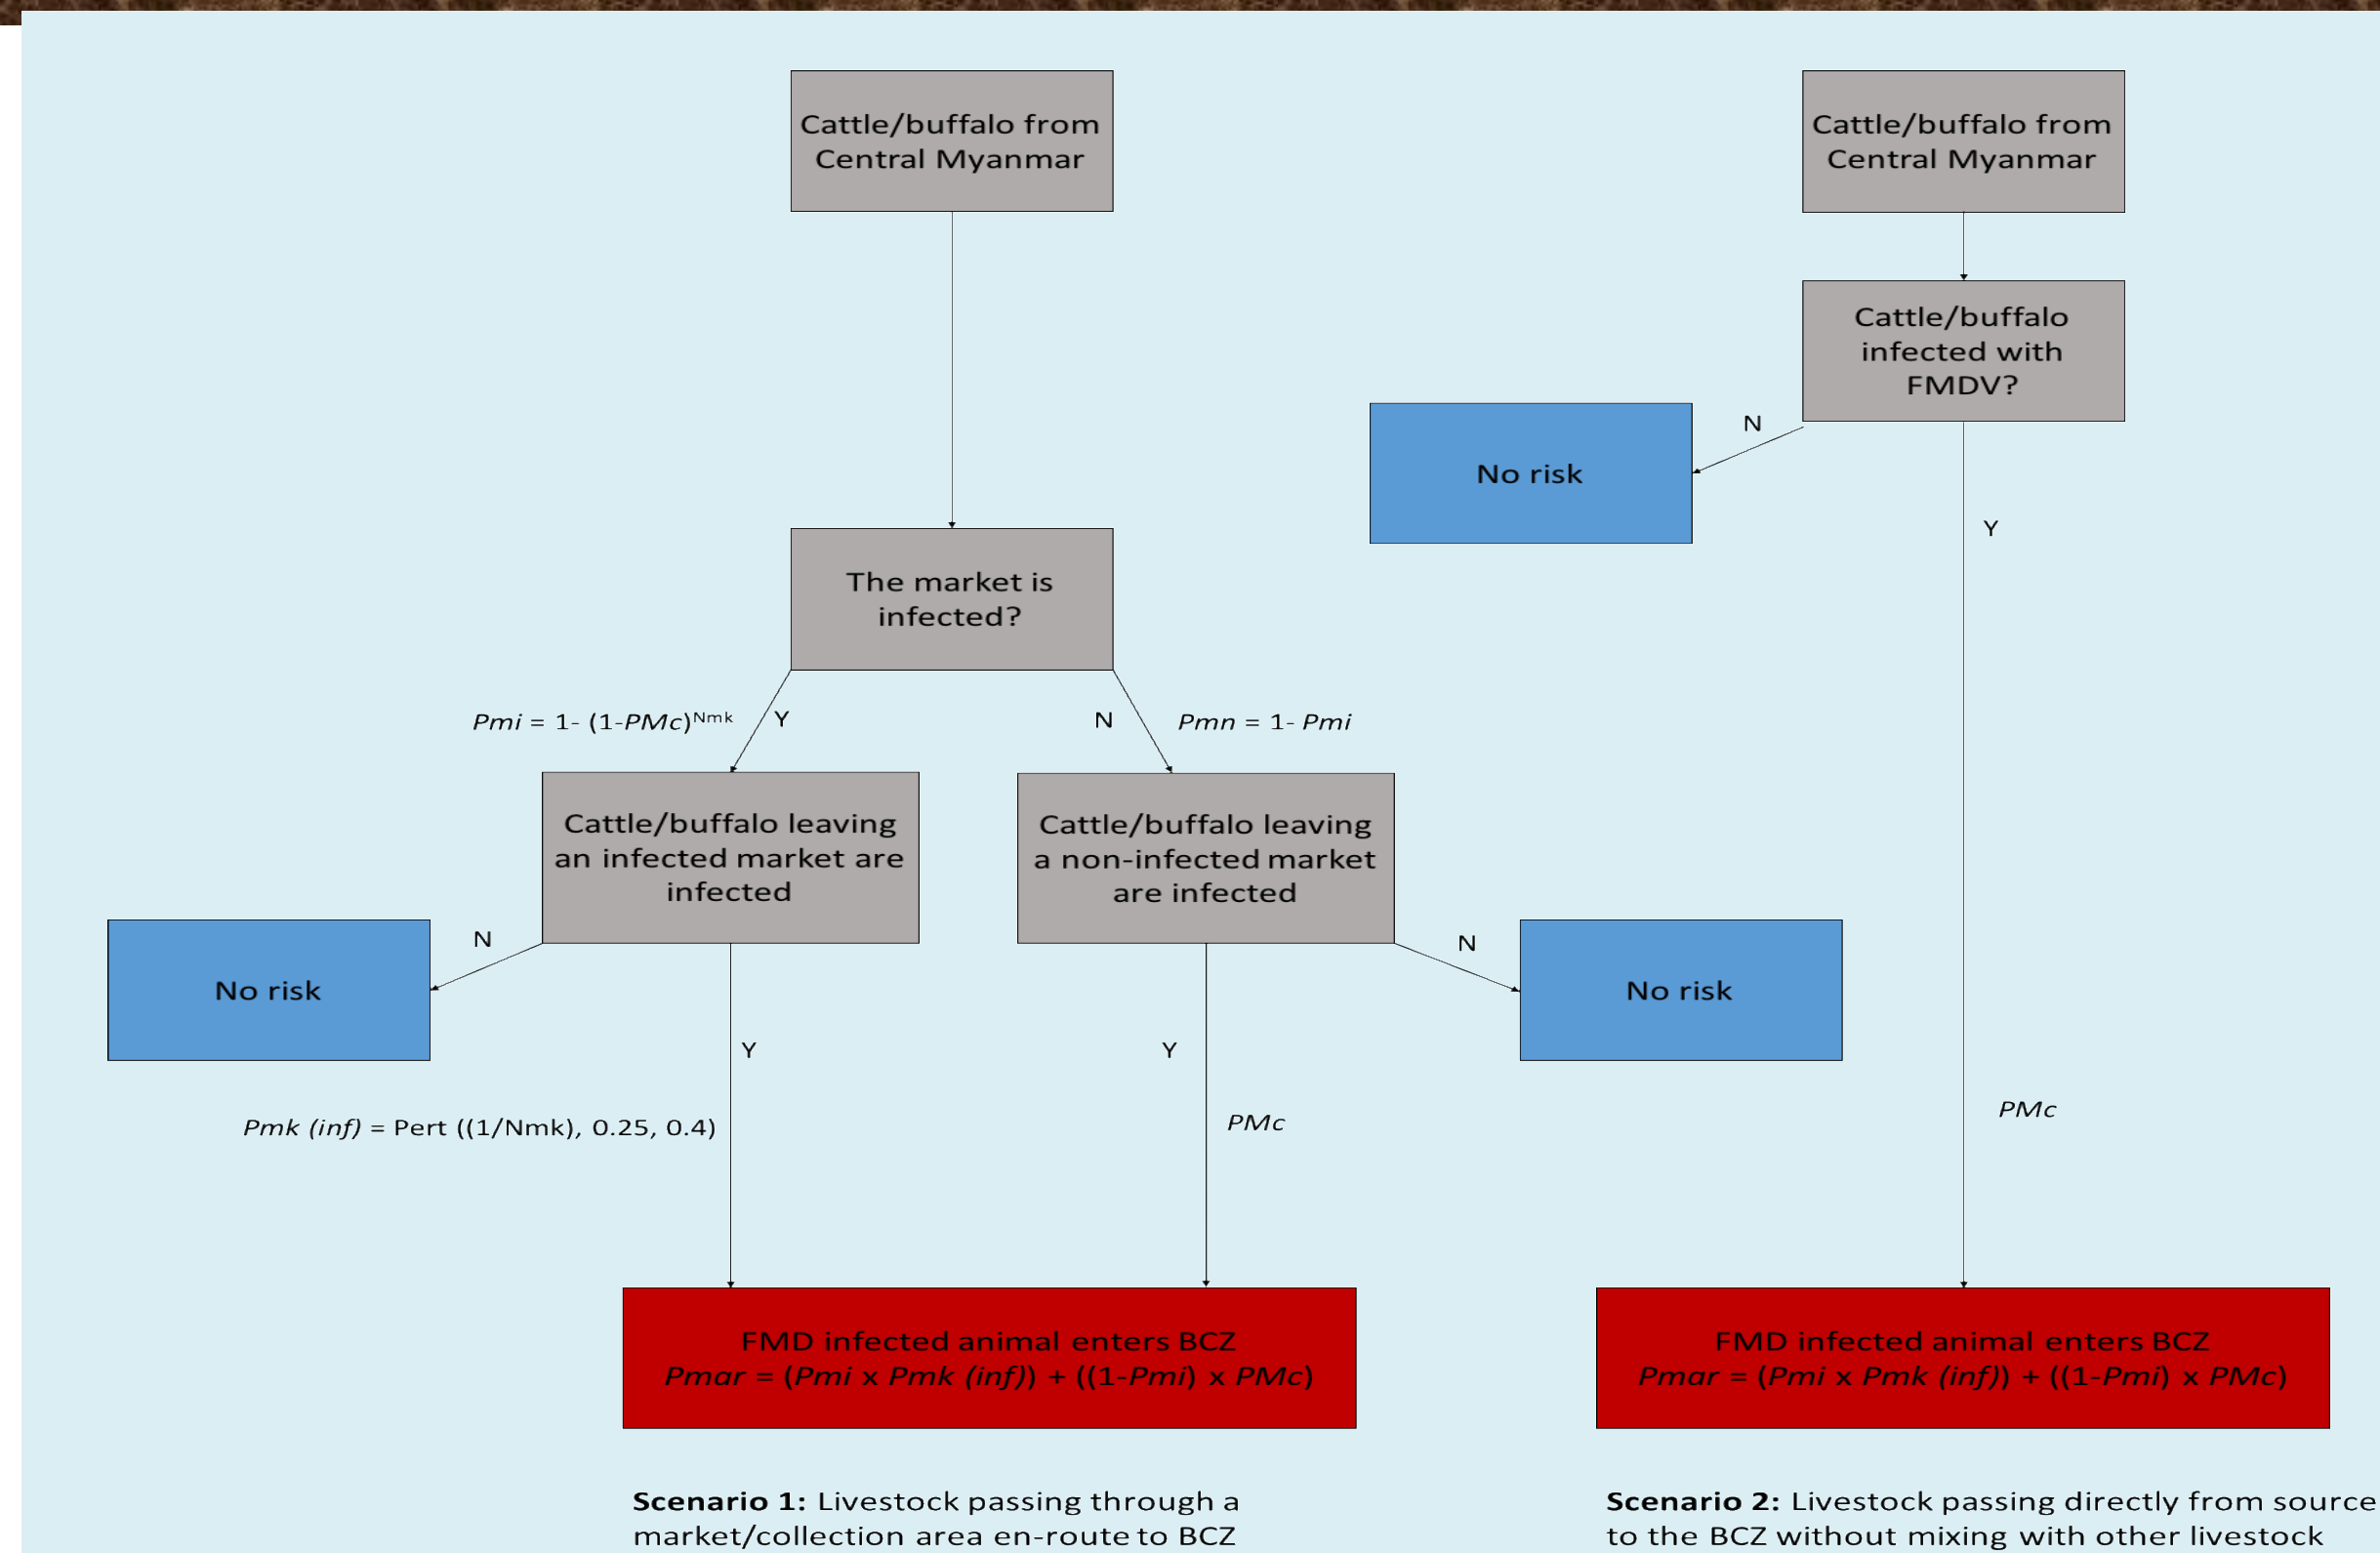 Cattle/buffalo from
Central Myanmar
The market is
infected?
Pmi = 1- (1-PMc)^Nmk
Y
N
Pmn = 1- Pmi
Cattle/buffalo leaving
an infected market are
infected
Cattle/buffalo leaving
a non-infected market
are infected
N
No risk
N
No risk
Y
Y
Pmk (inf) = Pert ((1/Nmk), 0.25, 0.4)
PMc
FMD infected animal enters BCZ
Pmar = (Pmi x Pmk (inf)) + ((1-Pmi) x PMc)
Scenario 1: Livestock passing through a
market/collection area en-route to BCZ
Cattle/buffalo from
Central Myanmar
Cattle/buffalo
infected with
FMDV?
N
No risk
Y
PMc
FMD infected animal enters BCZ
Pmar = (Pmi x Pmk (inf)) + ((1-Pmi) x PMc)
Scenario 2: Livestock passing directly from source
to the BCZ without mixing with other livestock